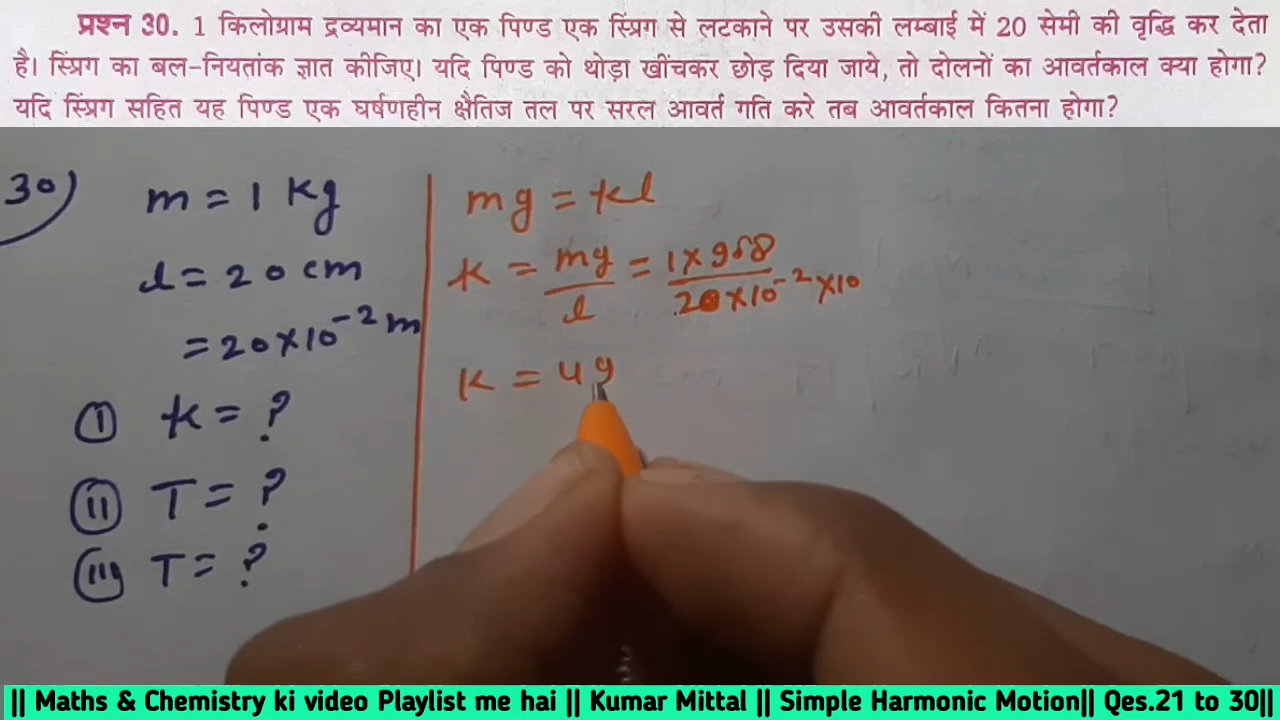 प्रश्न 30. 1 किलोग्राम द्रव्यमान का एक पिण्ड एक स्प्रिग से लटकाने पर उसकी लम्बाई में 20 सेमी की वृद्धि कर देता
है। स्प्रिंग का बल-नियतांक ज्ञात कीजिए। यदि पिण्ड को थोड़ा खींचकर छोड़ दिया जाये, तो दोलनों का आवर्तकाल क्या होगा?
यदि स्प्रिंग सहित यह पिण्ड एक घर्षणहीन क्षैतिज तल पर सरल आवर्त गति करे तब आवर्तकाल कितना होगा?
30)
m = 1 kg
l = 20 cm
= 20×10⁻² m
(i) k = ?
(ii) T = ?
(iii) T = ?
mg = kl
k = mg/l = 1×98/20×10⁻²×10
K = 49
|| Maths & Chemistry ki video Playlist me hai || Kumar Mittal || Simple Harmonic Motion|| Qes.21 to 30||